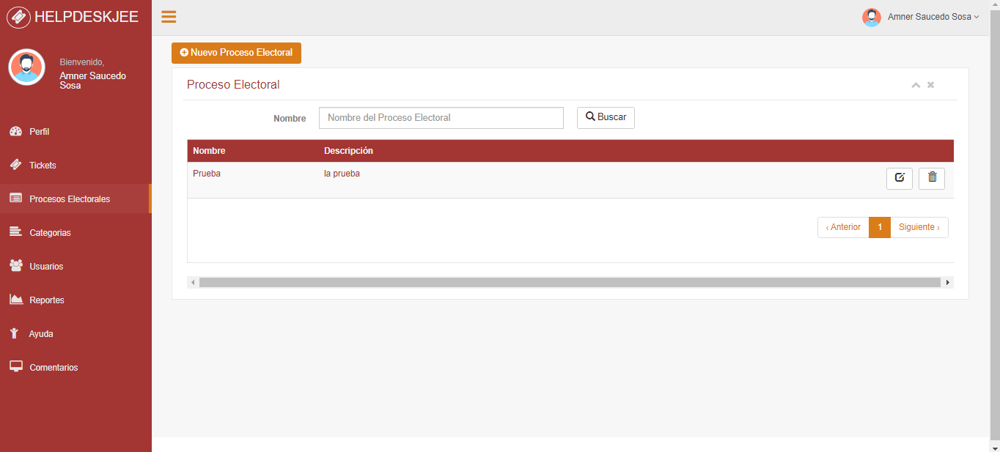 HELPDESKJEE
Amner Saucedo Sosa
Bienvenido,
Amner Saucedo
Sosa
Perfil
Tickets
Procesos Electorales
Categorias
Usuarios
Reportes
Ayuda
Comentarios
Nuevo Proceso Electoral
Proceso Electoral
Nombre Nombre del Proceso Electoral Buscar
Nombre Descripción
Prueba la prueba
‹ Anterior 1 Siguiente ›